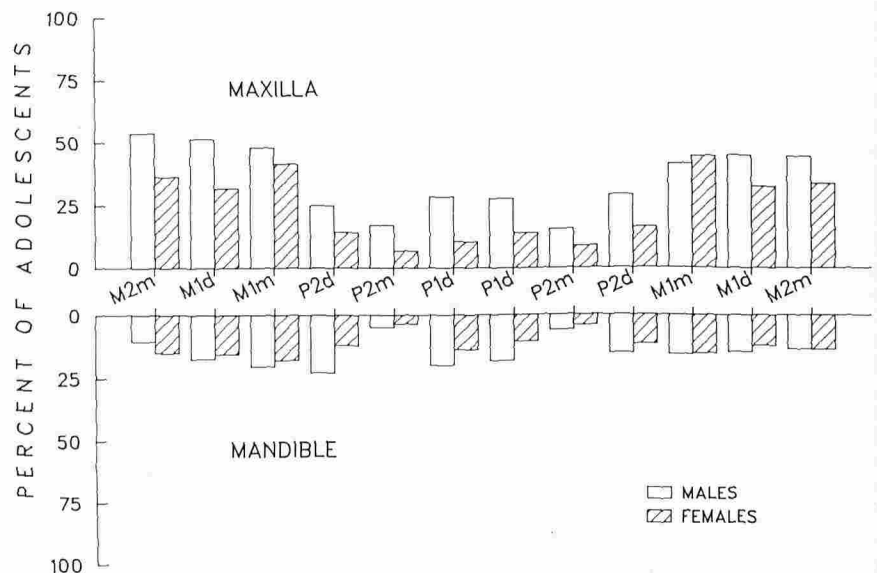 PERCENT OF ADOLESCENTS
100
75
50
25
0
MAXILLA
M2m M1d M1m P2d P2m P1d P1d P2m P2d M1m M1d M2m
0
25
50
75
100
MANDIBLE
MALES
FEMALES